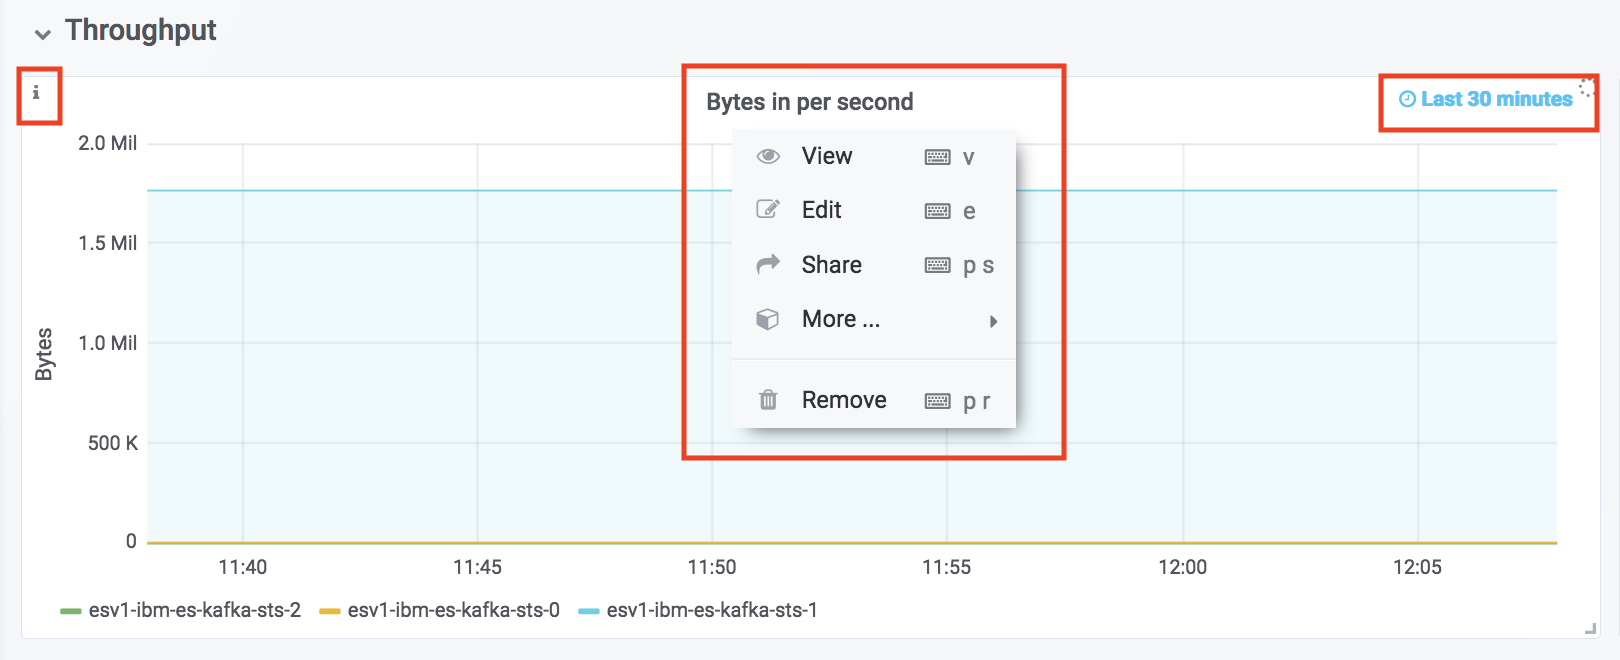 Throughput
i
Bytes in per second
Last 30 minutes
View v
Edit e
Share p s
More ...
Remove p r
2.0 Mil
1.5 Mil
1.0 Mil
500 K
0
Bytes
11:40 11:45 11:50 11:55 12:00 12:05
esv1-ibm-es-kafka-sts-2 esv1-ibm-es-kafka-sts-0 esv1-ibm-es-kafka-sts-1